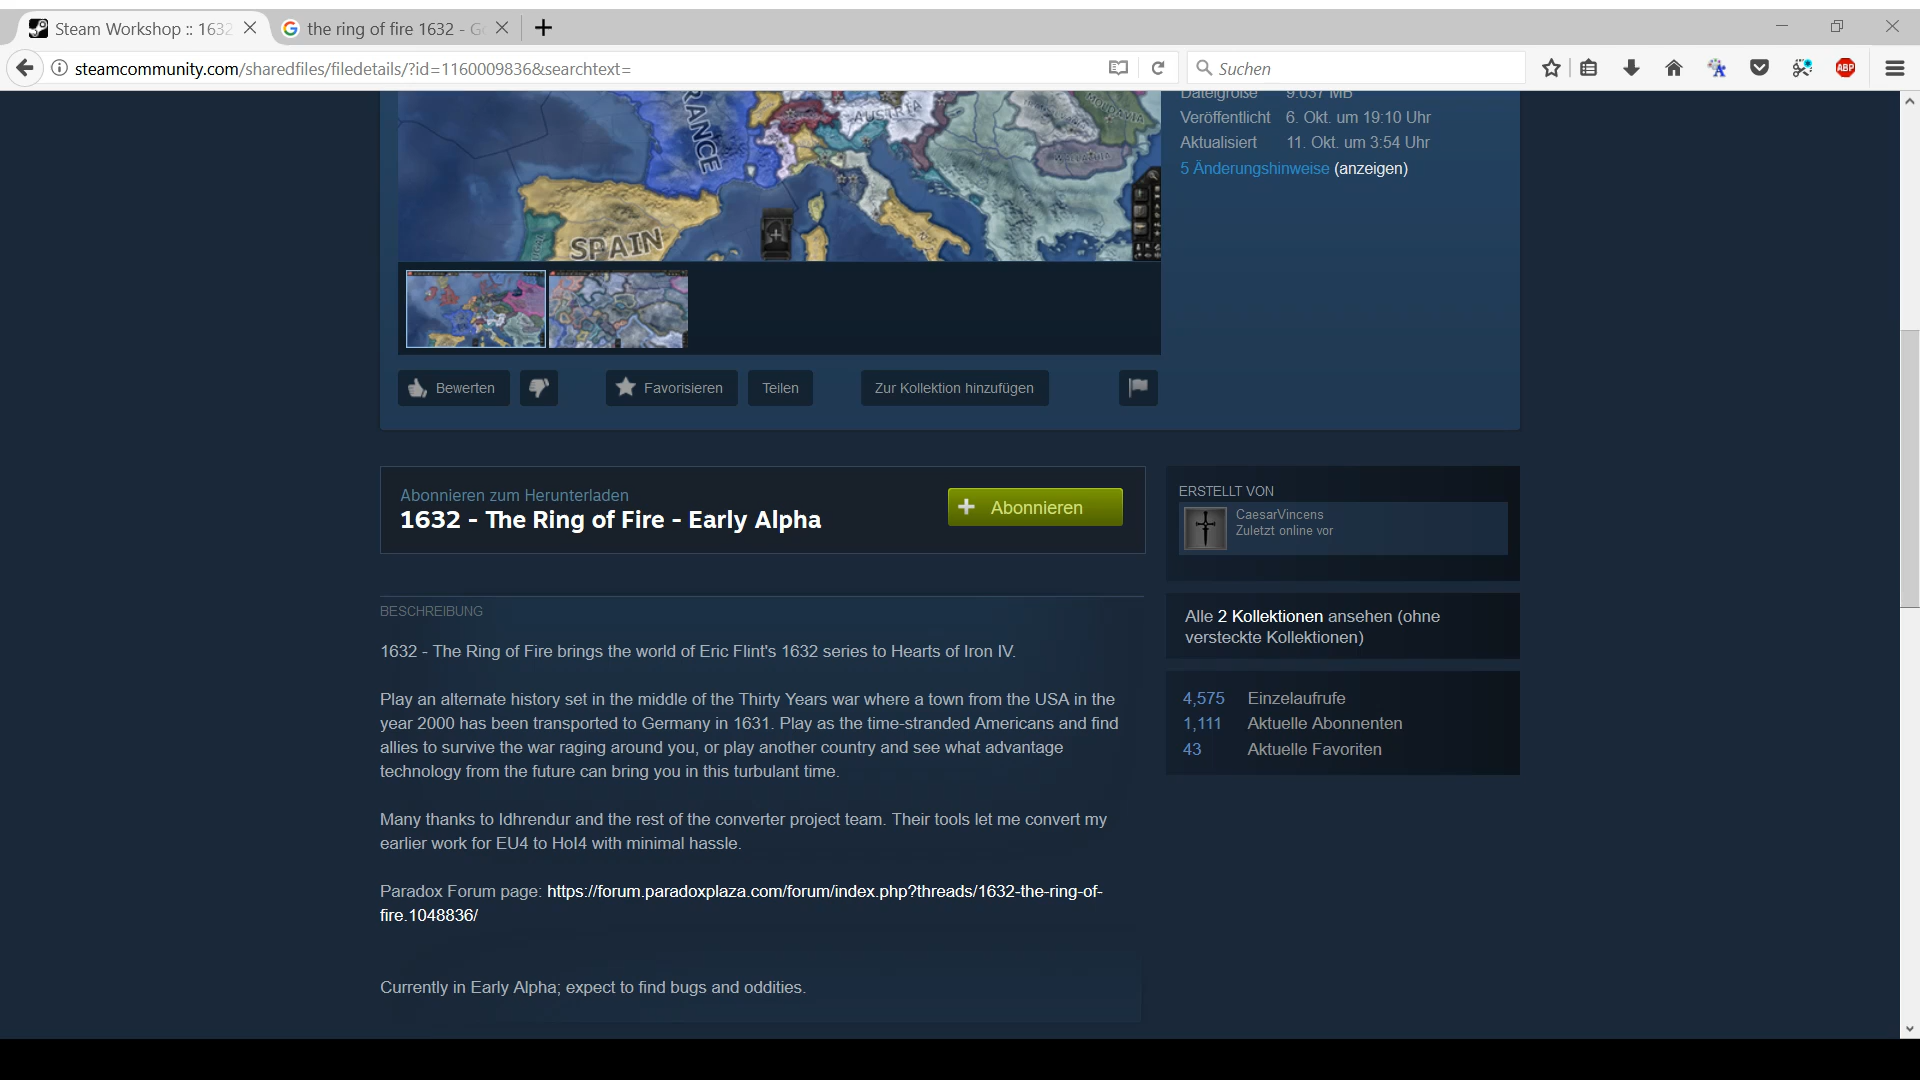 Steam Workshop :: 1632
the ring of fire 1632 - G
steamcommunity.com/sharedfiles/filedetails/?id=1160009836&searchtext=
Suchen
ABP
Dateigröße 9.037 MB
Veröffentlicht 6. Okt. um 19:10 Uhr
Aktualisiert 11. Okt. um 3:54 Uhr
5 Änderungshinweise (anzeigen)
FRANCE
AUSTRIA
MOLDAVIA
WALLACHIA
SPAIN
Bewerten
Favorisieren
Teilen
Zur Kollektion hinzufügen
Abonnieren zum Herunterladen
1632 - The Ring of Fire - Early Alpha
Abonnieren
ERSTELLT VON
CaesarVincens
Zuletzt online vor
BESCHREIBUNG
1632 - The Ring of Fire brings the world of Eric Flint's 1632 series to Hearts of Iron IV.
Play an alternate history set in the middle of the Thirty Years war where a town from the USA in the
year 2000 has been transported to Germany in 1631. Play as the time-stranded Americans and find
allies to survive the war raging around you, or play another country and see what advantage
technology from the future can bring you in this turbulant time.
Many thanks to Idhrendur and the rest of the converter project team. Their tools let me convert my
earlier work for EU4 to HoI4 with minimal hassle.
Paradox Forum page: https://forum.paradoxplaza.com/forum/index.php?threads/1632-the-ring-of-
fire.1048836/
Currently in Early Alpha; expect to find bugs and oddities.
Alle 2 Kollektionen ansehen (ohne
versteckte Kollektionen)
4,575 Einzelaufrufe
1,111 Aktuelle Abonnenten
43 Aktuelle Favoriten